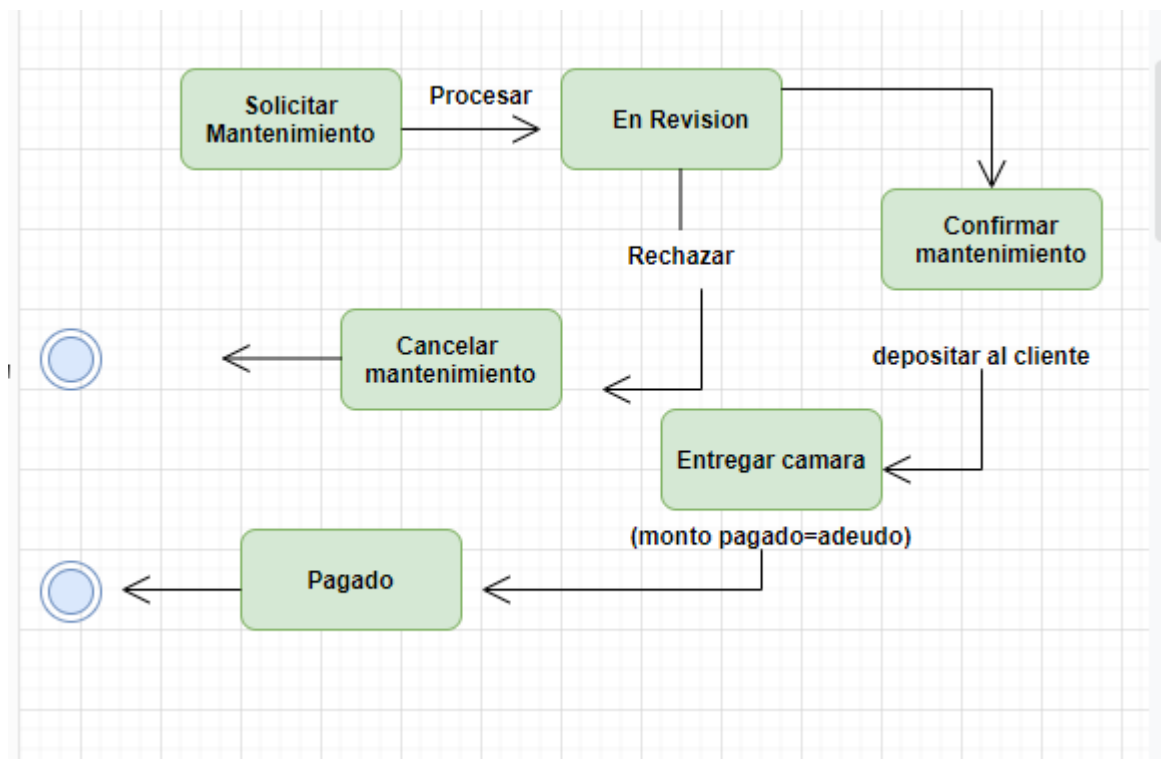 Solicitar
Mantenimiento
Procesar
En Revision
Confirmar
mantenimiento
Rechazar
Cancelar
mantenimiento
depositar al cliente
Entregar camara
(monto pagado=adeudo)
Pagado